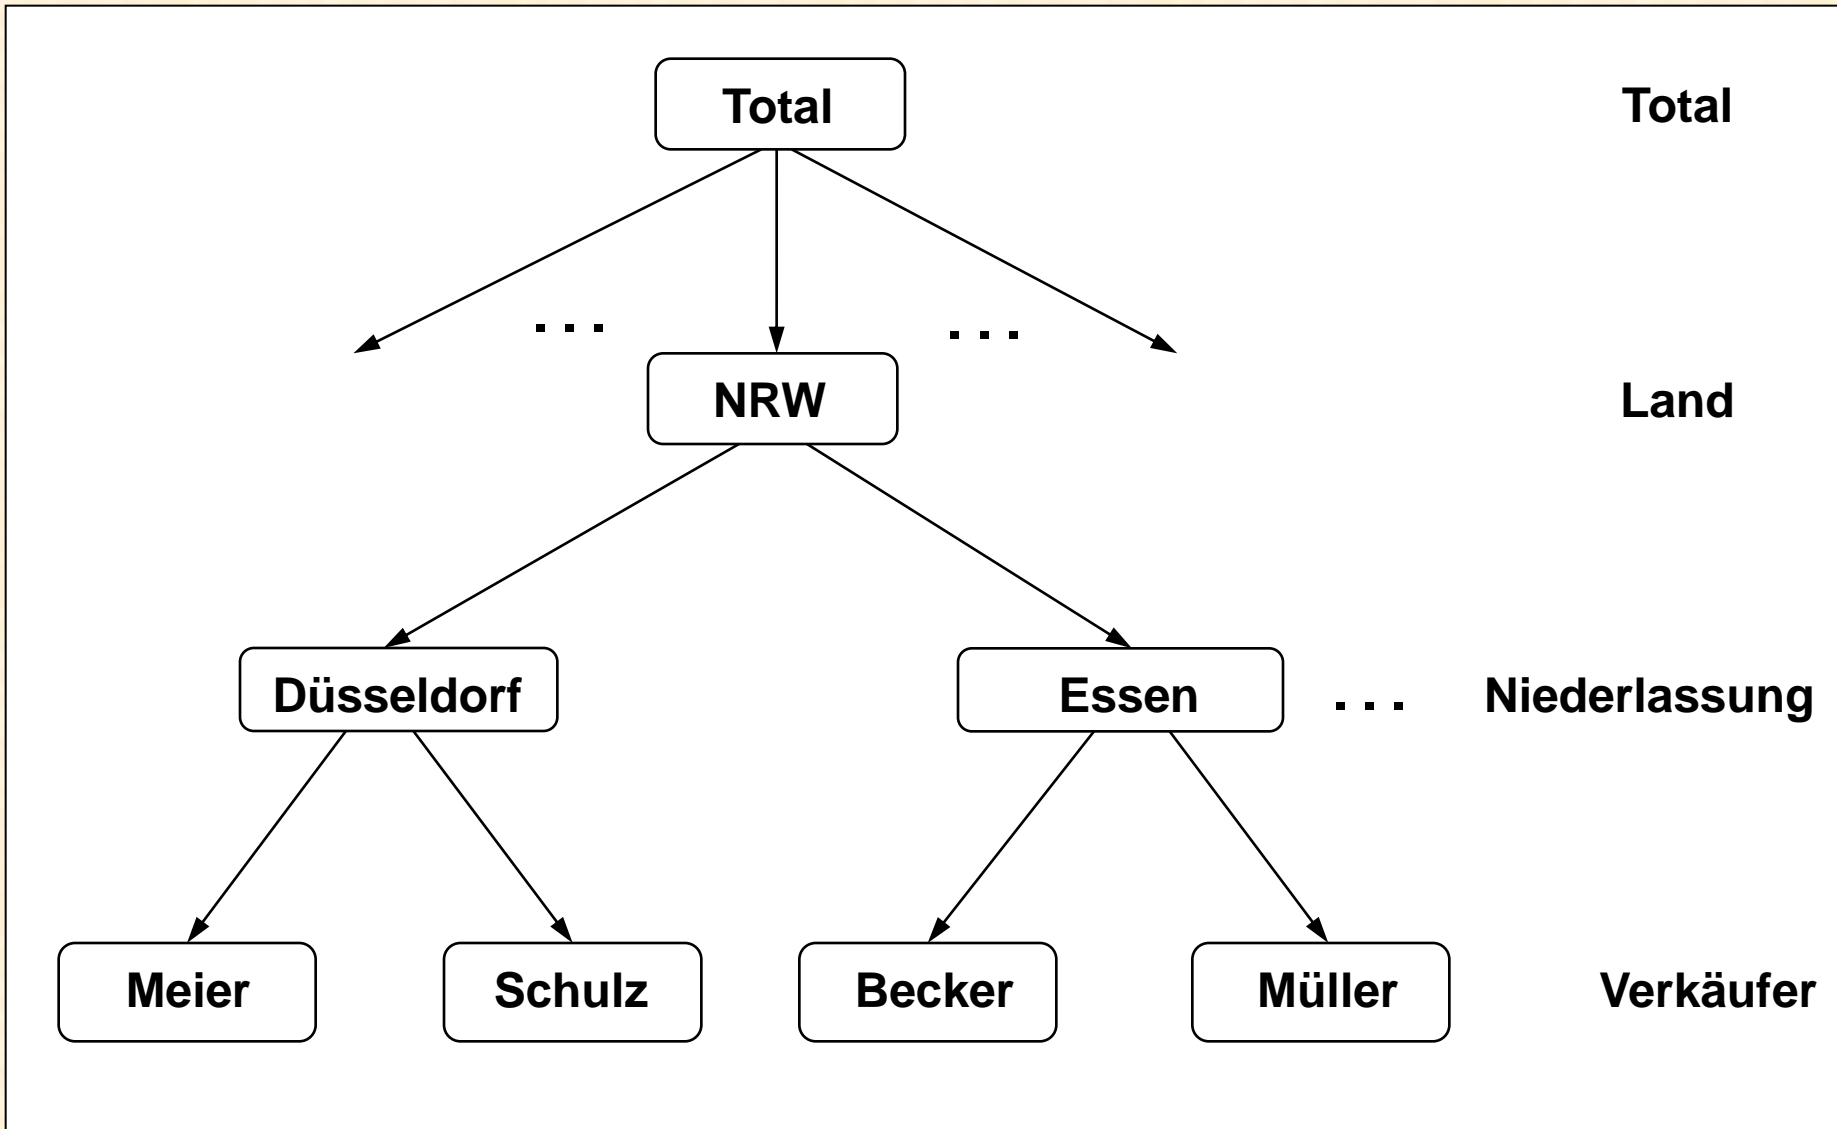 Total Total
. . . . . .
NRW Land
Düsseldorf Essen . . . Niederlassung
Meier Schulz Becker Müller Verkäufer